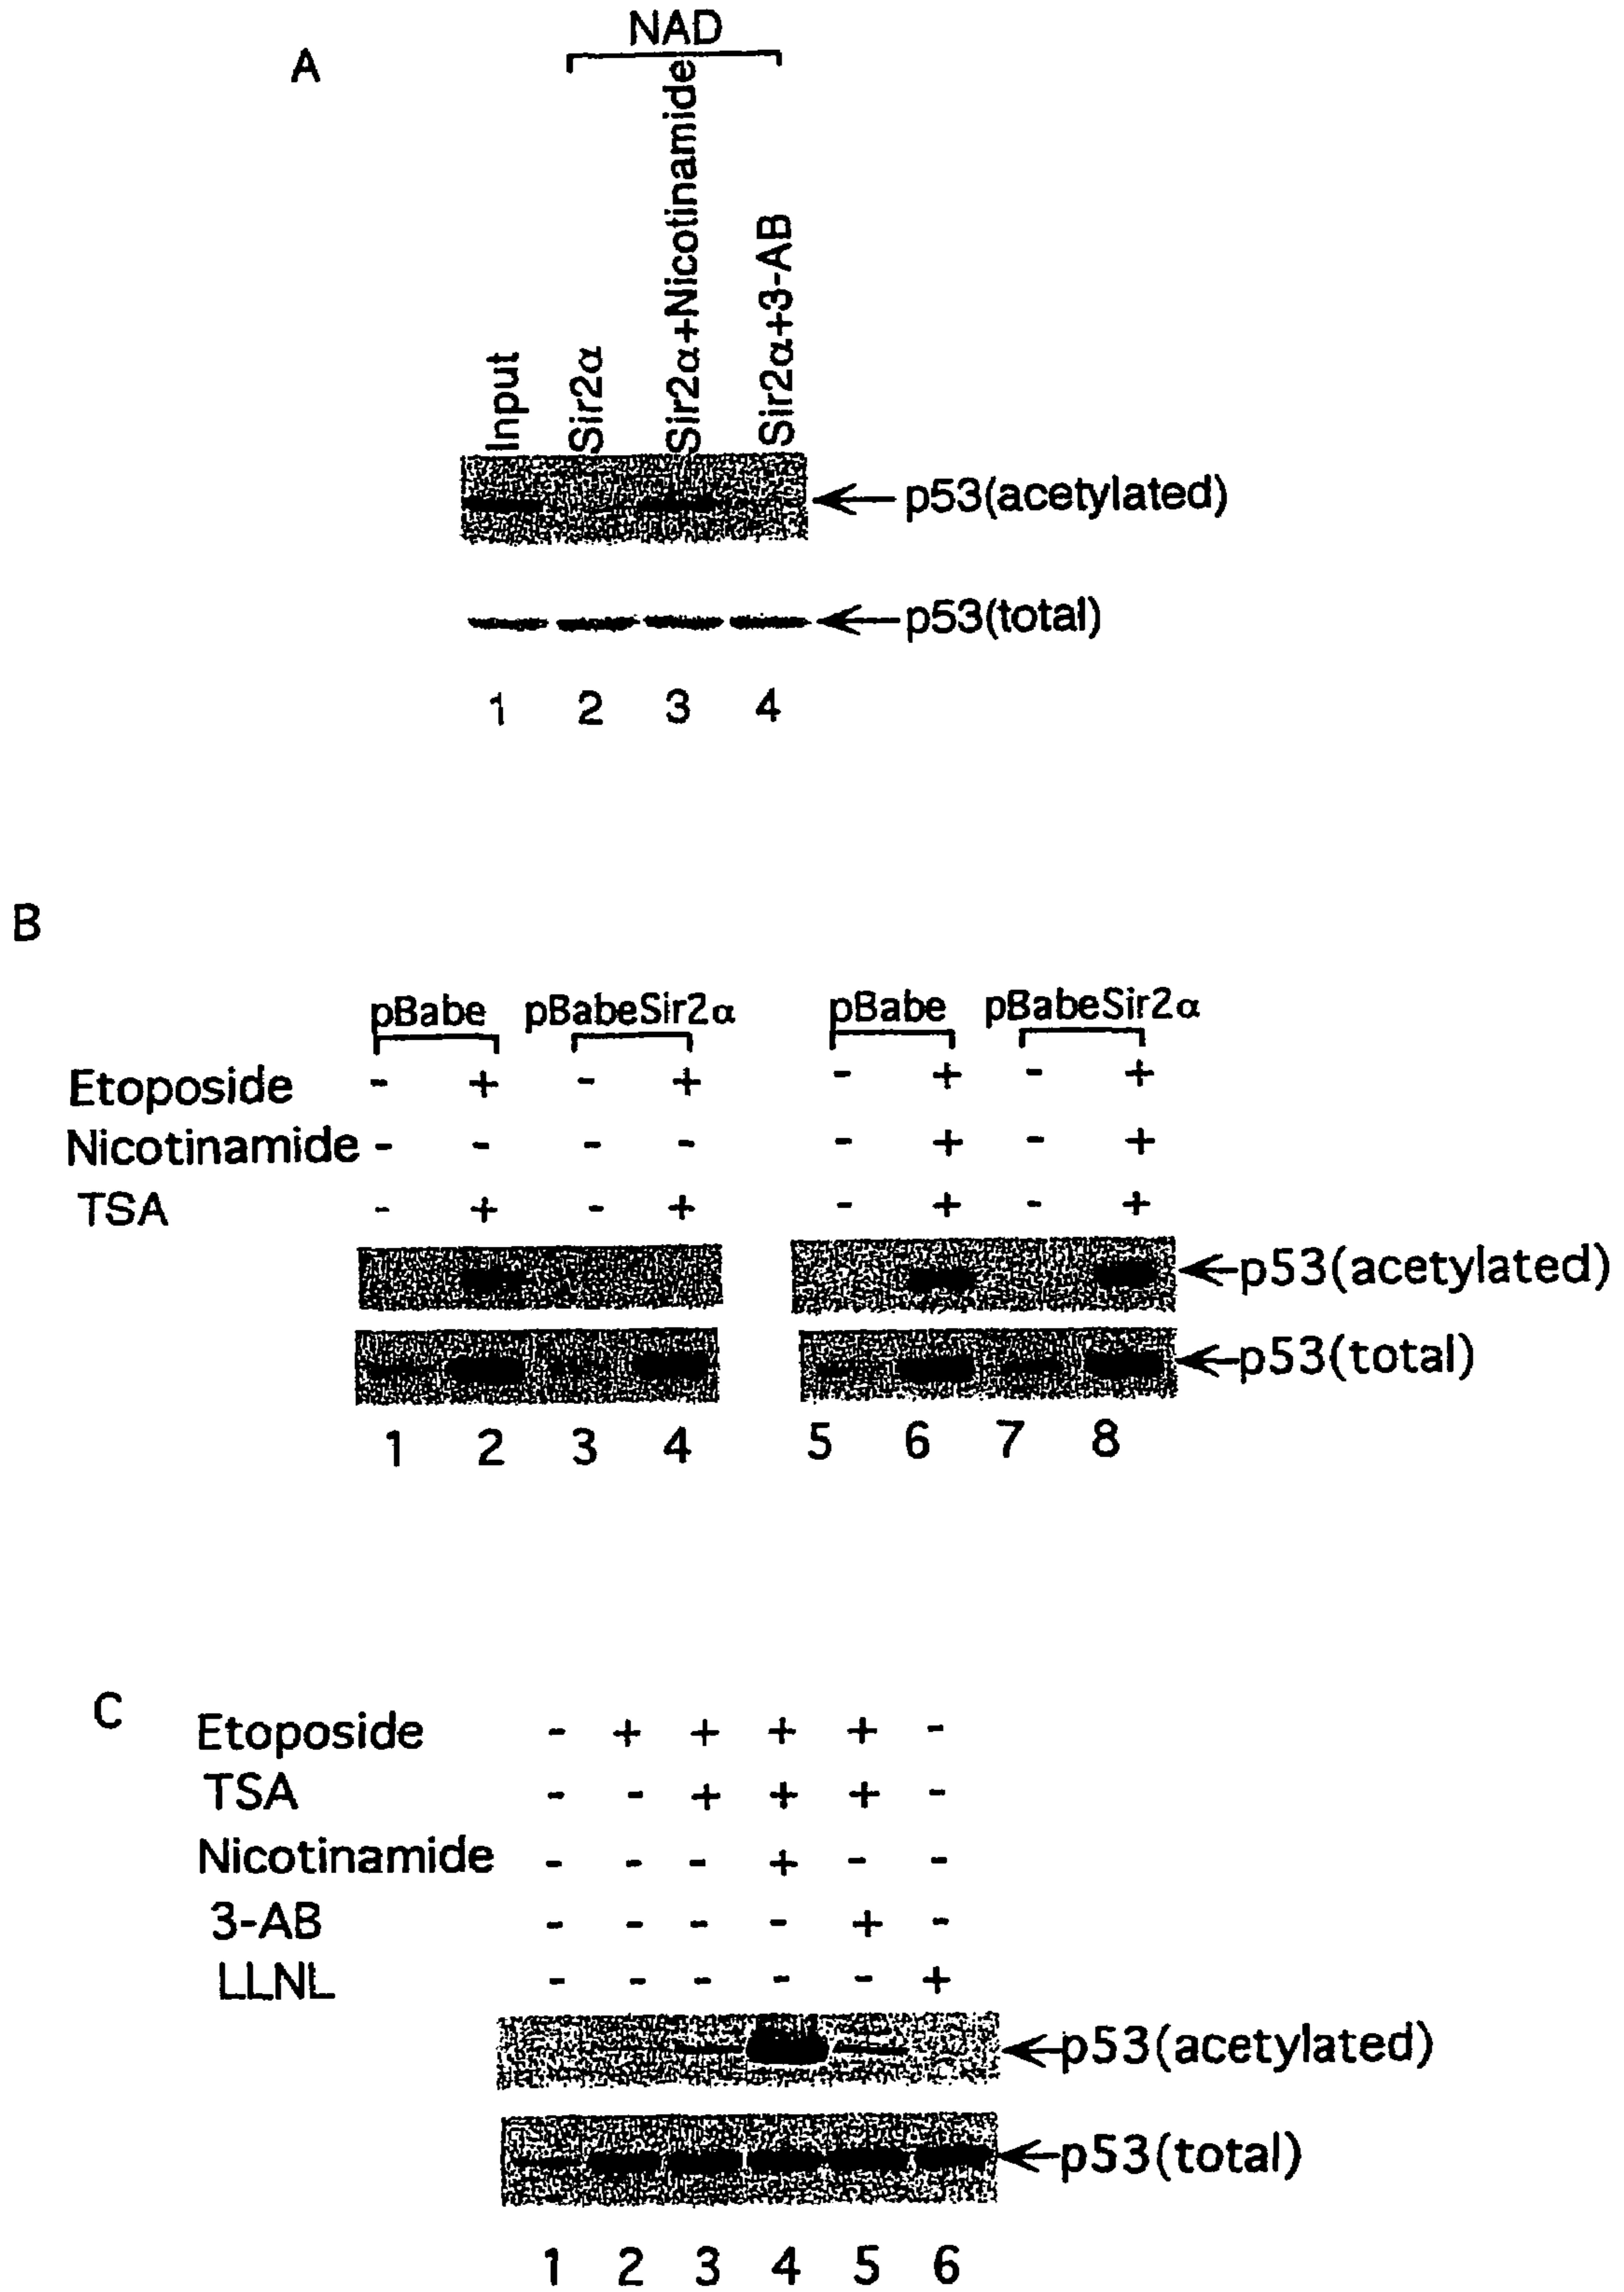 A
NAD
Input
Sir2α
Sir2α+Nicotinamide
Sir2α+3-AB
p53(acetylated)
p53(total)
1 2 3 4
B
pBabe pBabeSir2α pBabe pBabeSir2α
Etoposide - + - + - + - +
Nicotinamide - - - - - + - +
TSA - + - + - + - +
p53(acetylated)
p53(total)
1 2 3 4 5 6 7 8
C
Etoposide - + + + + -
TSA - - + + + -
Nicotinamide - - - + - -
3-AB - - - - + -
LLNL - - - - - +
p53(acetylated)
p53(total)
1 2 3 4 5 6